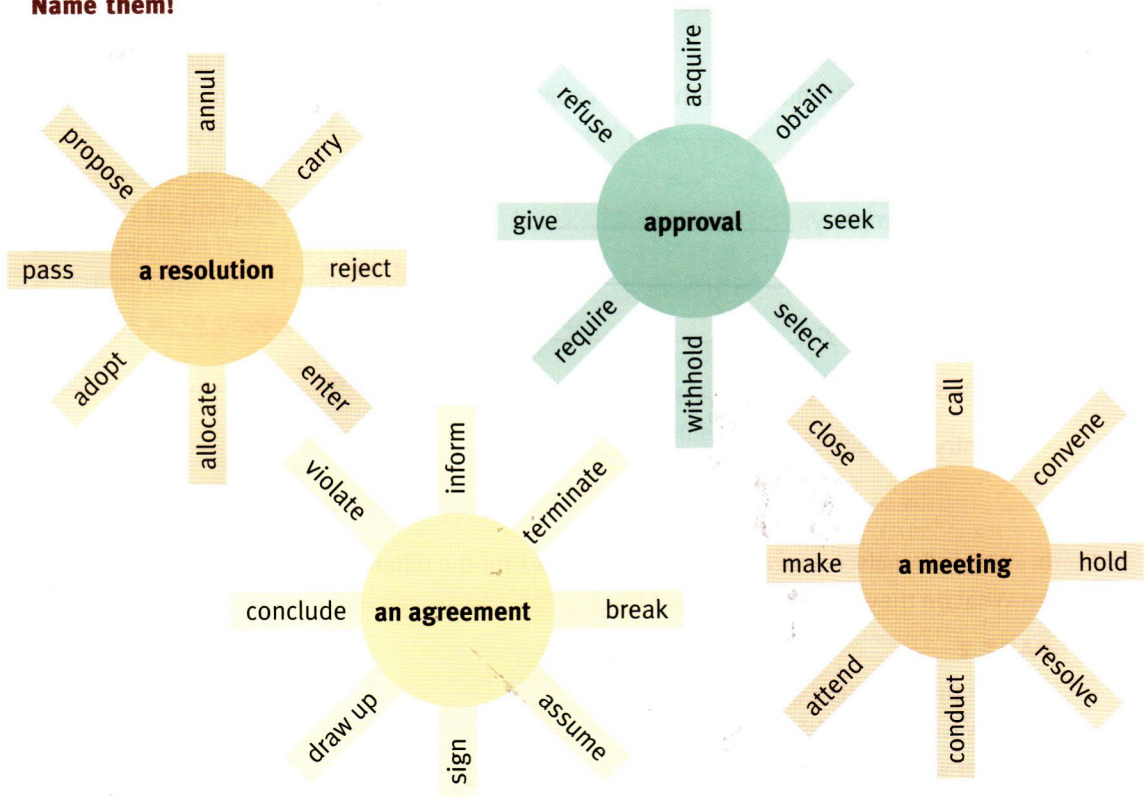 Name them!
annul
carry
reject
enter
allocate
adopt
pass
propose
a resolution
acquire
obtain
seek
select
withhold
require
give
refuse
approval
inform
terminate
break
assume
sign
draw up
conclude
violate
an agreement
call
convene
hold
resolve
conduct
attend
make
close
a meeting